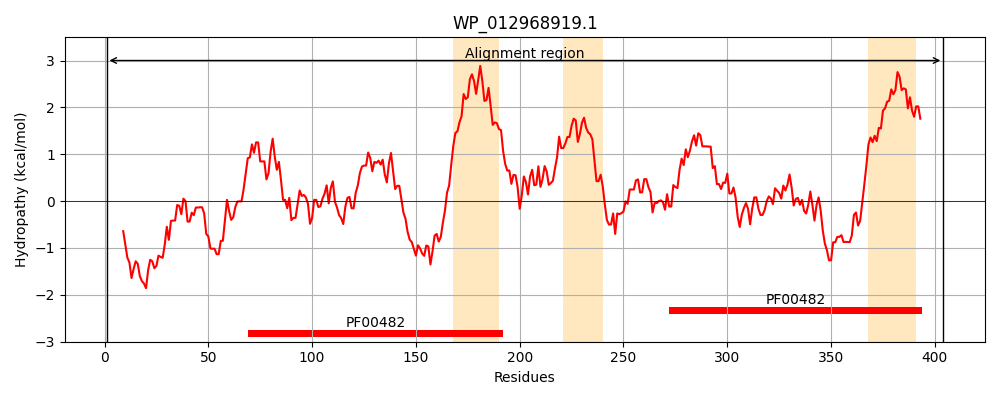 WP_012968919.1
Alignment region
Hydropathy (kcal/mol)
3
2
1
0
−1
−2
−3
PF00482
PF00482
0 50 100 150 200 250 300 350 400
Residues